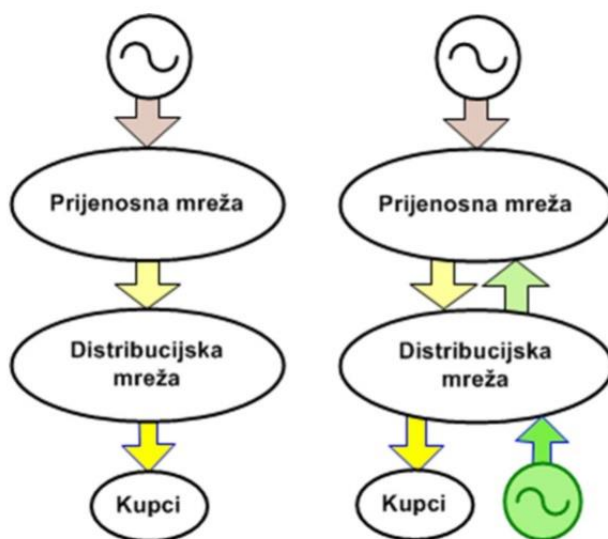 Prijenosna mreža
Distribucijska
mreža
Kupci
Prijenosna mreža
Distribucijska
mreža
Kupci